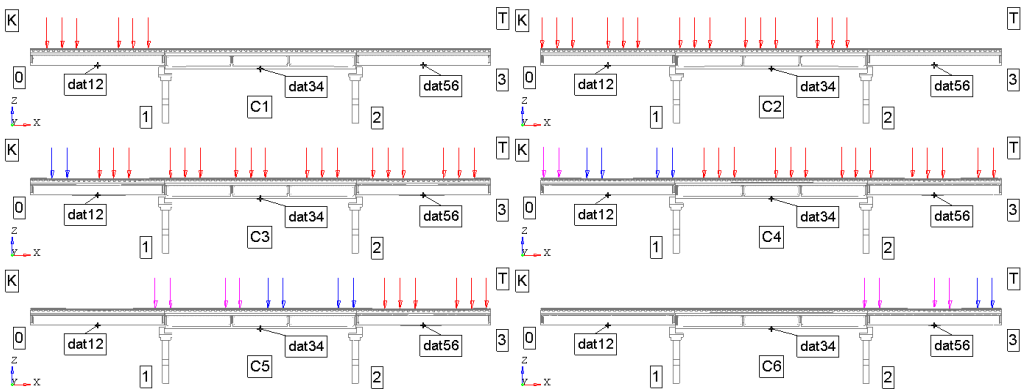 K T K T
0 dat12 dat34 dat56 3 0 dat12 dat34 dat56 3
1 C1 2 1 C2 2
Z Y X Z Y X
K T K T
0 dat12 dat34 dat56 3 0 dat12 dat34 dat56 3
1 C3 2 1 C4 2
Z Y X Z Y X
K T K T
0 dat12 dat34 dat56 3 0 dat12 dat34 dat56 3
1 C5 2 1 C6 2
Z Y X Z Y X